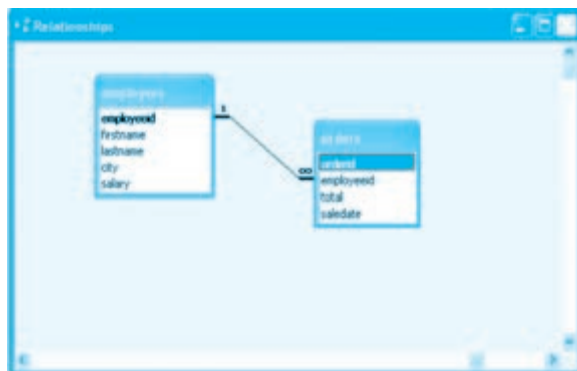 Relationships
employees
employeeid
firstname
lastname
city
salary
1
∞
orders
orderid
employeeid
total
saledate